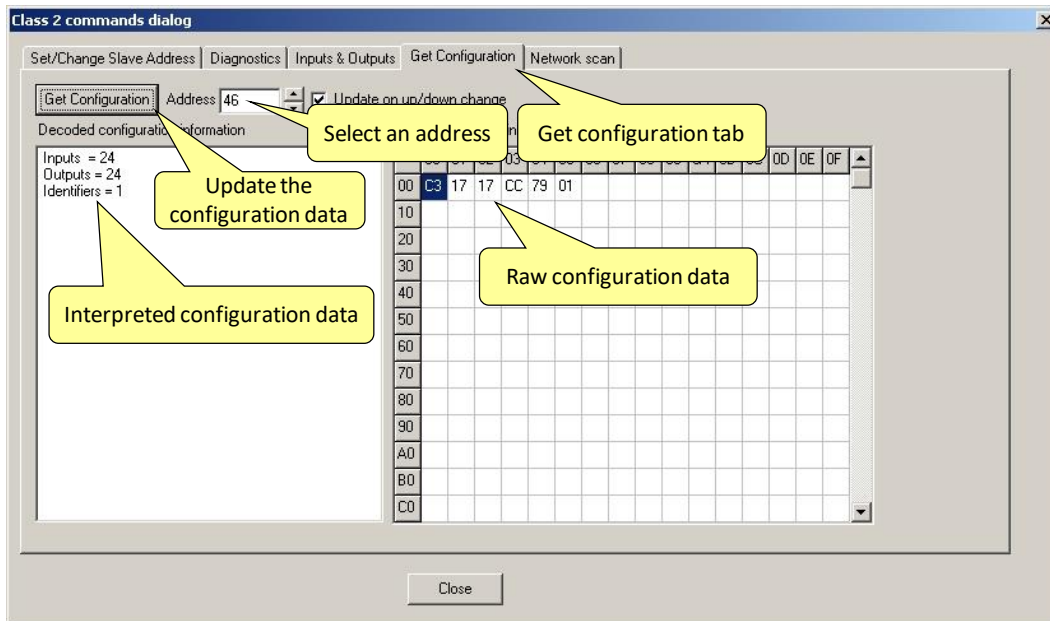 Class 2 commands dialog
Set/Change Slave Address Diagnostics Inputs & Outputs Get Configuration Network scan
Get Configuration Address 46 Update on up/down change
Decoded configuration information
Select an address
Get configuration tab
Inputs = 24
Outputs = 24
Identifiers = 1
Update the
configuration data
03 0D 0E 0F
00 C3 17 17 CC 79 01
10
20
30
Raw configuration data
40
Interpreted configuration data
50
60
70
80
90
A0
B0
C0
Close